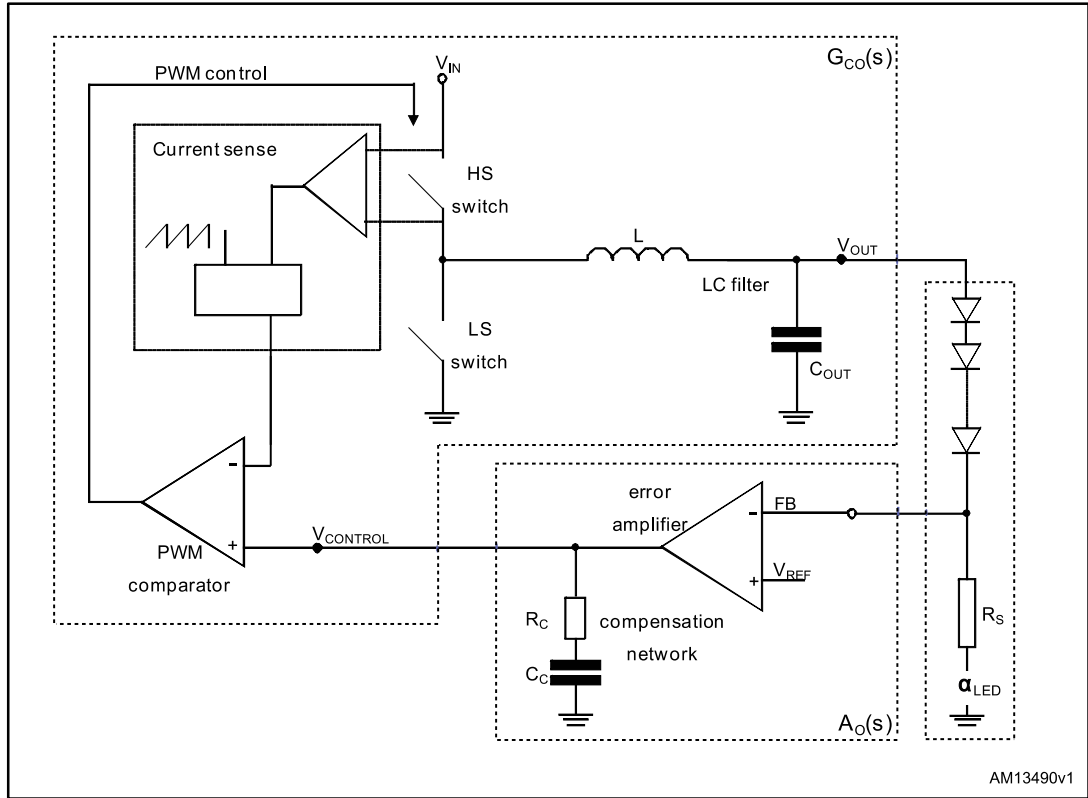 G_CO(s)
V_IN
PWM control
Current sense
HS
switch
L
V_OUT
LC filter
LS
switch
C_OUT
error
amplifier
FB
-
-
V_CONTROL
PWM
comparator
+
+
V_REF
R_C
compensation
network
C_C
R_S
α_LED
A_O(s)
AM13490v1